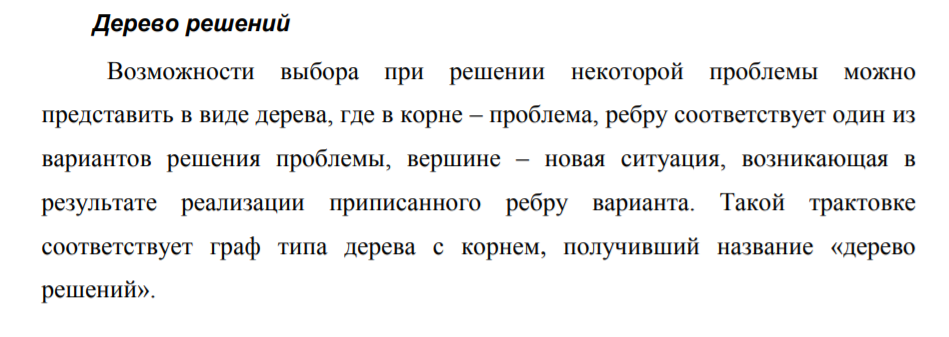 Дерево решений
Возможности выбора при решении некоторой проблемы можно
представить в виде дерева, где в корне – проблема, ребру соответствует один из
вариантов решения проблемы, вершине – новая ситуация, возникающая в
результате реализации приписанного ребру варианта. Такой трактовке
соответствует граф типа дерева с корнем, получивший название «дерево
решений».